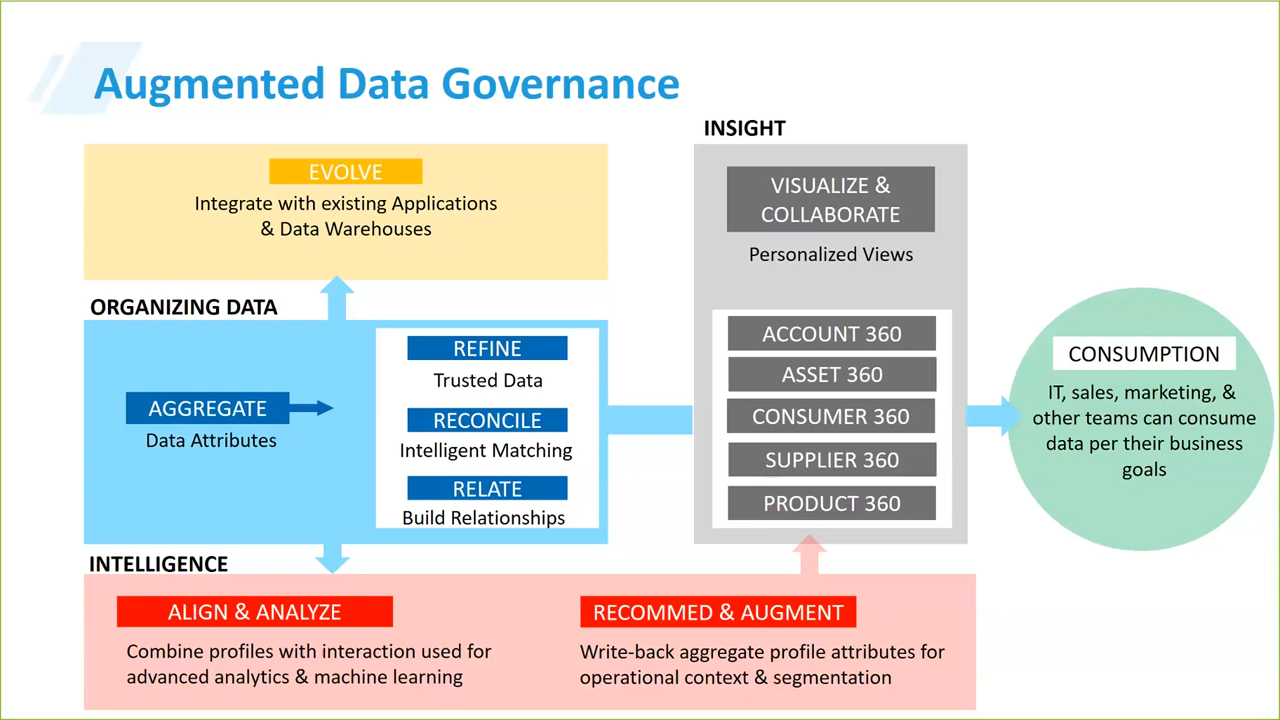 Augmented Data Governance
EVOLVE
Integrate with existing Applications
& Data Warehouses
ORGANIZING DATA
AGGREGATE
Data Attributes
REFINE
Trusted Data
RECONCILE
Intelligent Matching
RELATE
Build Relationships
INTELLIGENCE
ALIGN & ANALYZE
Combine profiles with interaction used for
advanced analytics & machine learning
RECOMMED & AUGMENT
Write-back aggregate profile attributes for
operational context & segmentation
INSIGHT
VISUALIZE &
COLLABORATE
Personalized Views
ACCOUNT 360
ASSET 360
CONSUMER 360
SUPPLIER 360
PRODUCT 360
CONSUMPTION
IT, sales, marketing, &
other teams can consume
data per their business
goals